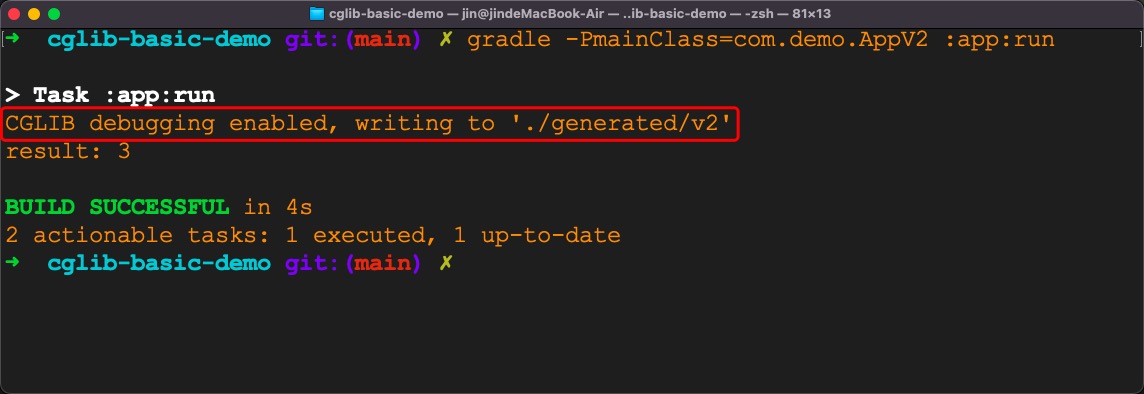 cglib-basic-demo — jin@jindeMacBook-Air — ..ib-basic-demo — -zsh — 81×13
➜ cglib-basic-demo git:(main) ✗ gradle -PmainClass=com.demo.AppV2 :app:run
> Task :app:run
CGLIB debugging enabled, writing to './generated/v2'
result: 3
BUILD SUCCESSFUL in 4s
2 actionable tasks: 1 executed, 1 up-to-date
➜ cglib-basic-demo git:(main) ✗